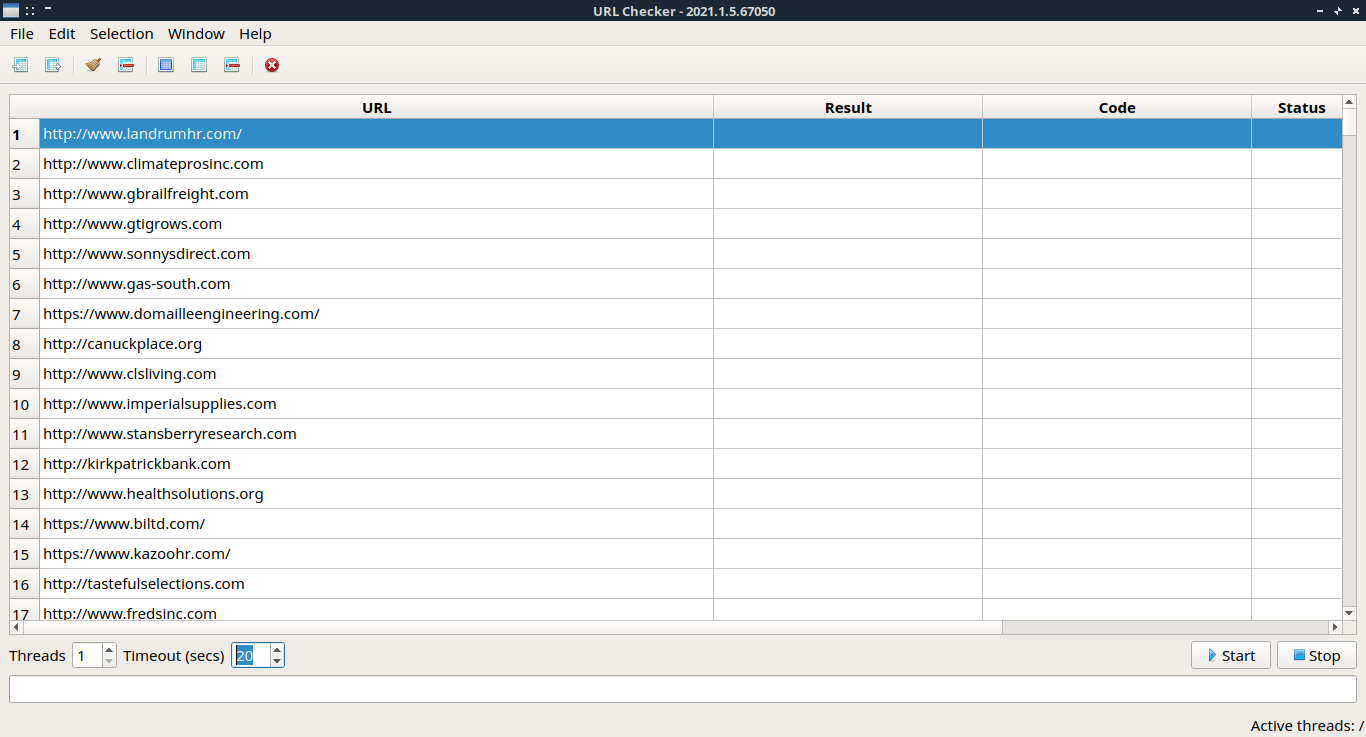 URL Checker - 2021.1.5.67050
File Edit Selection Window Help
URL Result Code Status
1 http://www.landrumhr.com/
2 http://www.climateprosinc.com
3 http://www.gbrailfreight.com
4 http://www.gtigrows.com
5 http://www.sonnysdirect.com
6 http://www.gas-south.com
7 https://www.domailleengineering.com/
8 http://canuckplace.org
9 http://www.clsliving.com
10 http://www.imperialsupplies.com
11 http://www.stansberryresearch.com
12 http://kirkpatrickbank.com
13 http://www.healthsolutions.org
14 https://www.biltd.com/
15 https://www.kazoohr.com/
16 http://tastefulselections.com
17 http://www.fredsinc.com
Threads 1 Timeout (secs) 20 Start Stop
Active threads: /